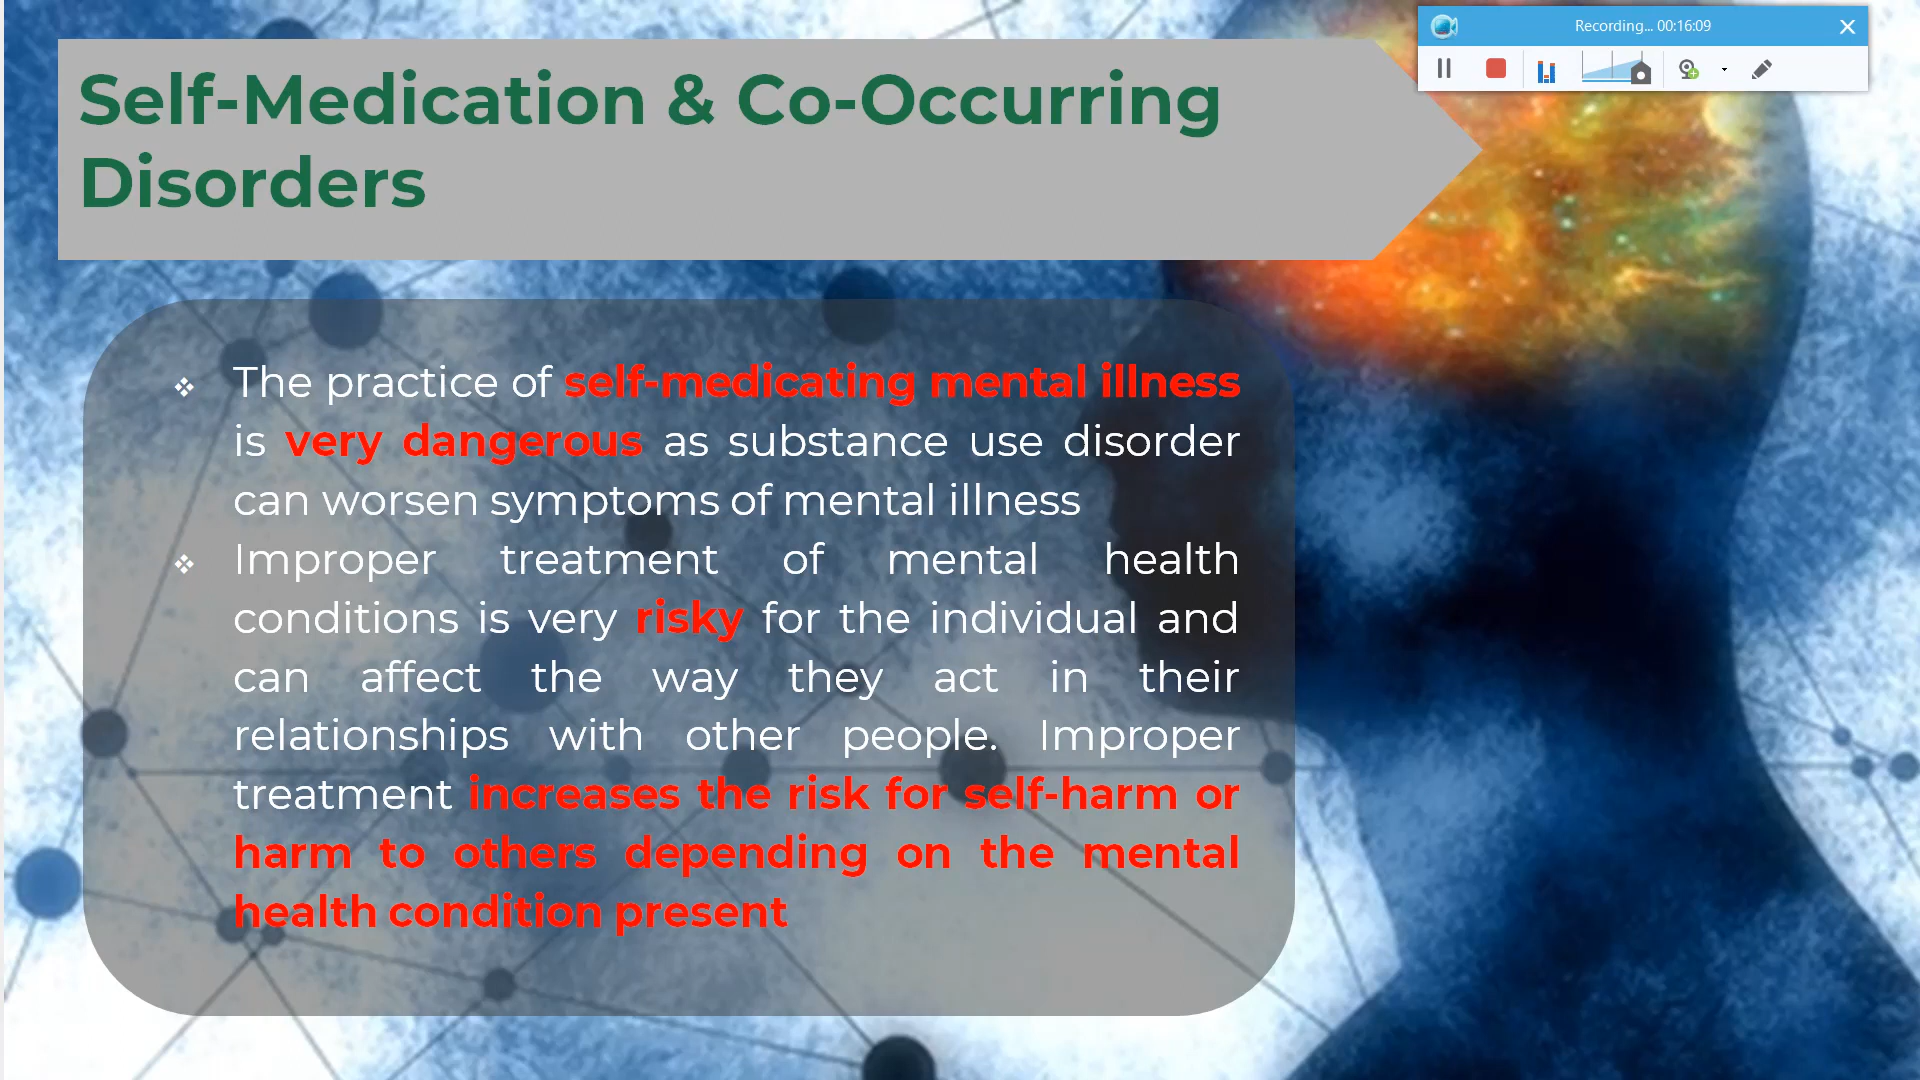 Recording... 00:16:09
Self-Medication & Co-Occurring
Disorders
The practice of self-medicating mental illness
is very dangerous as substance use disorder
can worsen symptoms of mental illness
Improper treatment of mental health
conditions is very risky for the individual and
can affect the way they act in their
relationships with other people. Improper
treatment increases the risk for self-harm or
harm to others depending on the mental
health condition present